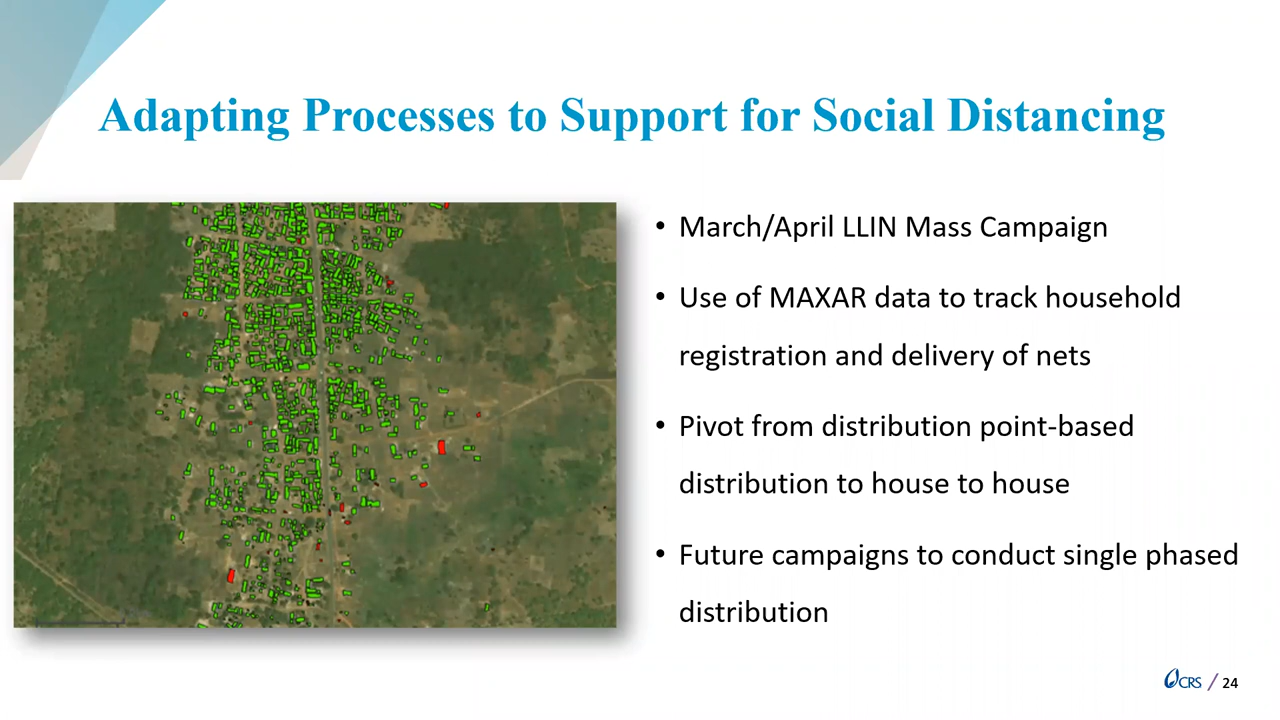 Adapting Processes to Support for Social Distancing
• March/April LLIN Mass Campaign
• Use of MAXAR data to track household
registration and delivery of nets
• Pivot from distribution point-based
distribution to house to house
• Future campaigns to conduct single phased
distribution
CRS / 24